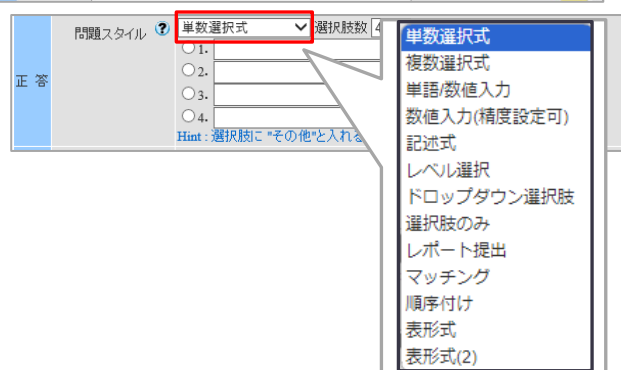 問題スタイル ? 単数選択式 選択肢数 4
正 答
1.
2.
3.
4.
Hint : 選択肢に "その他"と入れる
単数選択式
複数選択式
単語/数値入力
数値入力(精度設定可)
記述式
レベル選択
ドロップダウン選択肢
選択肢のみ
レポート提出
マッチング
順序付け
表形式
表形式(2)